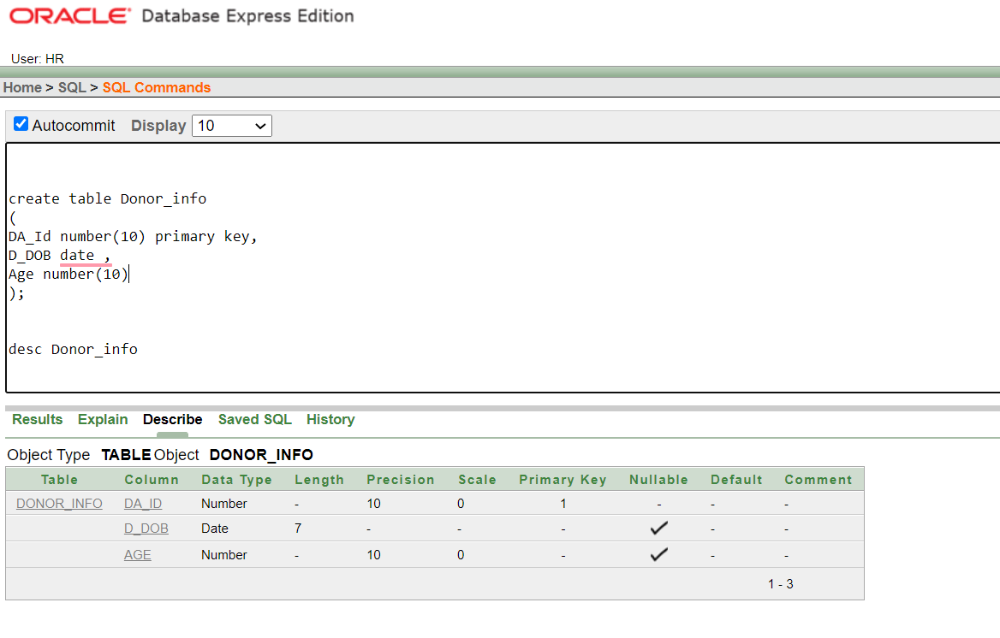 ORACLE® Database Express Edition
User: HR
Home > SQL > SQL Commands
Autocommit Display 10
create table Donor_info
(
DA_Id number(10) primary key,
D_DOB date ,
Age number(10)
);
desc Donor_info
Results Explain Describe Saved SQL History
Object Type TABLE Object DONOR_INFO
Table Column Data Type Length Precision Scale Primary Key Nullable Default Comment
DONOR_INFO DA_ID Number - 10 0 1 - - -
D_DOB Date 7 - - - ✓ - -
AGE Number - 10 0 - ✓ - -
1 - 3